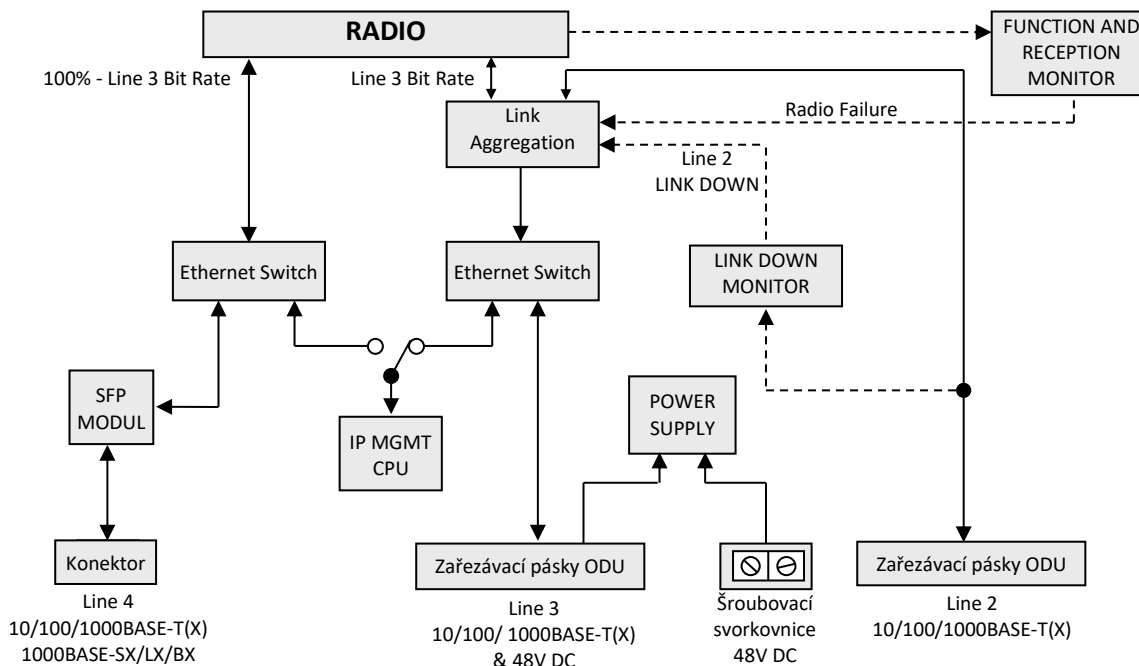 RADIO
FUNCTION AND
RECEPTION
MONITOR
100% - Line 3 Bit Rate
Line 3 Bit Rate
Link
Aggregation
Radio Failure
Line 2
LINK DOWN
Ethernet Switch
Ethernet Switch
LINK DOWN
MONITOR
SFP
MODUL
IP MGMT
CPU
POWER
SUPPLY
Konektor
Zařezávací pásky ODU
Zařezávací pásky ODU
Line 4
10/100/1000BASE-T(X)
1000BASE-SX/LX/BX
Line 3
10/100/ 1000BASE-T(X)
& 48V DC
Šroubovací
svorkovnice
48V DC
Line 2
10/100/1000BASE-T(X)